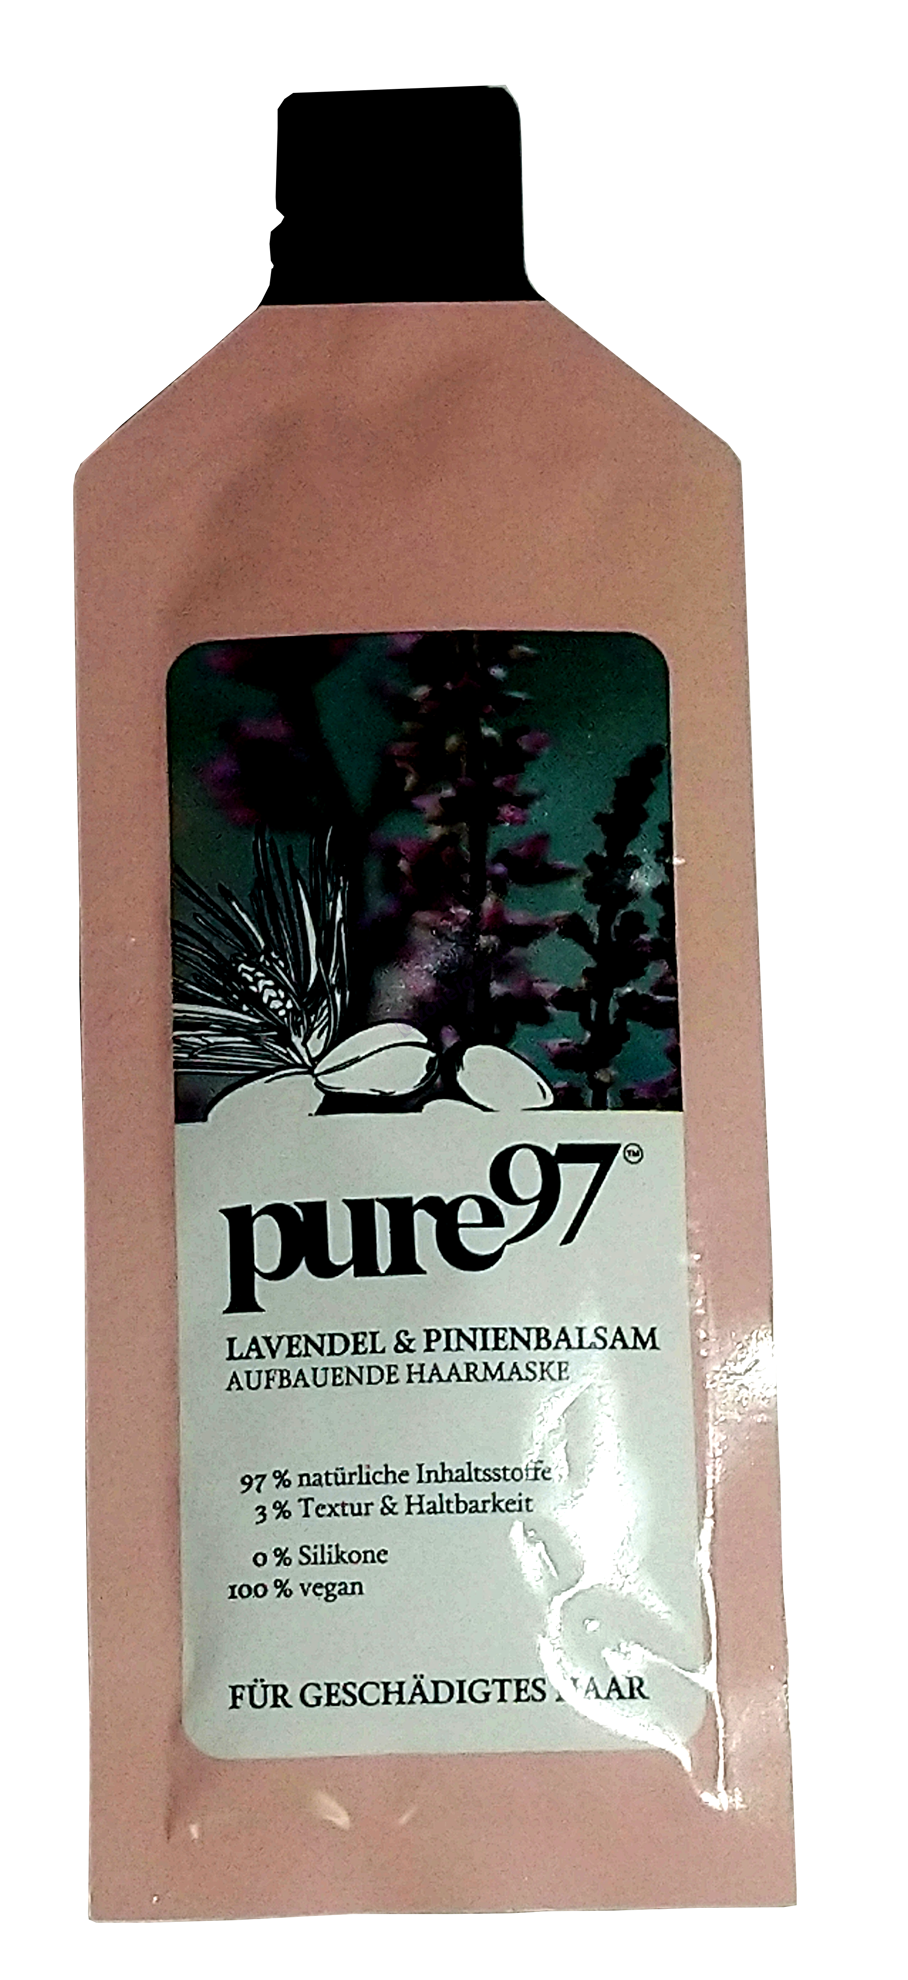 pure97™
LAVENDEL & PINIENBALSAM
AUFBAUENDE HAARMASKE
97 % natürliche Inhaltsstoffe
3 % Textur & Haltbarkeit
0 % Silikone
100 % vegan
FÜR GESCHÄDIGTES HAAR